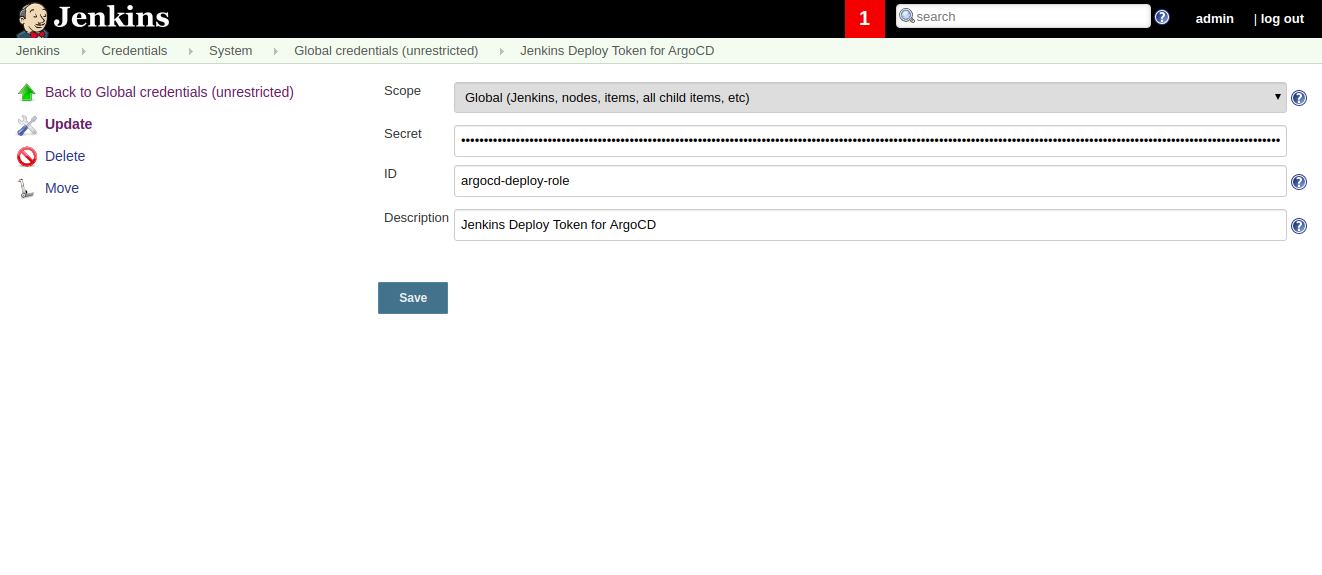 Jenkins
1
search
admin
| log out
Jenkins
Credentials
System
Global credentials (unrestricted)
Jenkins Deploy Token for ArgoCD
Back to Global credentials (unrestricted)
Update
Delete
Move
Scope
Global (Jenkins, nodes, items, all child items, etc)
Secret
ID
argocd-deploy-role
Description
Jenkins Deploy Token for ArgoCD
Save